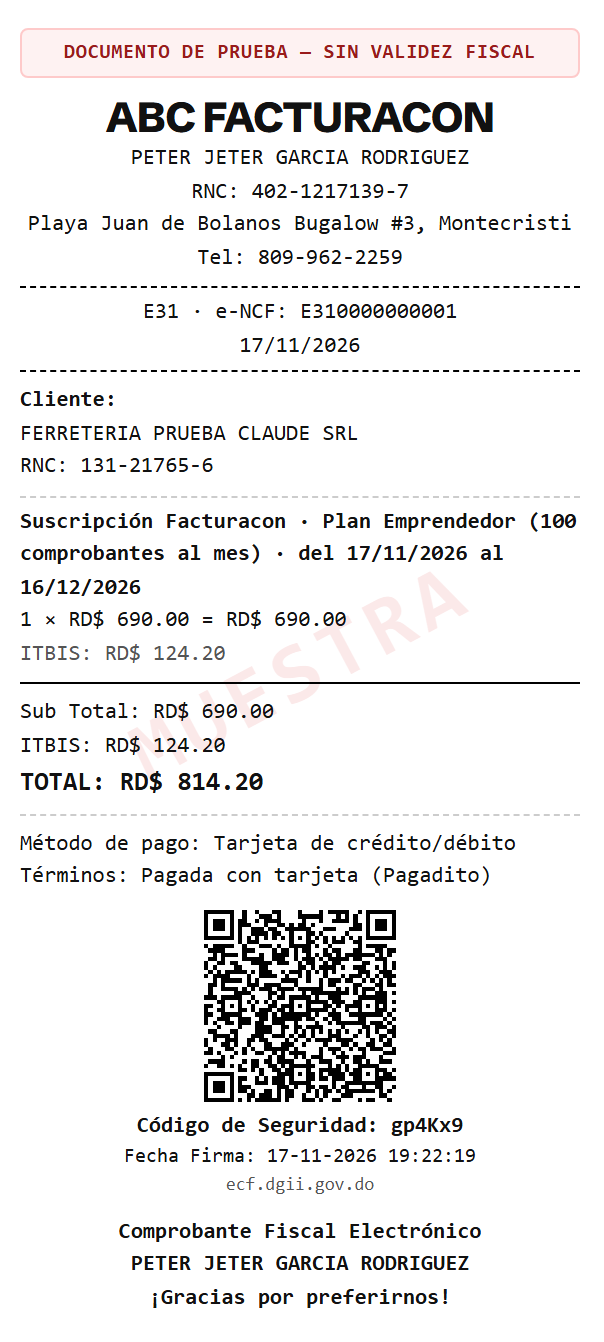 DOCUMENTO DE PRUEBA — SIN VALIDEZ FISCAL
ABC FACTURACON
PETER JETER GARCIA RODRIGUEZ
RNC: 402-1217139-7
Playa Juan de Bolanos Bugalow #3, Montecristi
Tel: 809-962-2259
E31 · e-NCF: E310000000001
17/11/2026
Cliente:
FERRETERIA PRUEBA CLAUDE SRL
RNC: 131-21765-6
Suscripción Facturacon · Plan Emprendedor (100
comprobantes al mes) · del 17/11/2026 al
16/12/2026
1 × RD$ 690.00 = RD$ 690.00
ITBIS: RD$ 124.20
MUESTRA
Sub Total: RD$ 690.00
ITBIS: RD$ 124.20
TOTAL: RD$ 814.20
Método de pago: Tarjeta de crédito/débito
Términos: Pagada con tarjeta (Pagadito)
Código de Seguridad: gp4Kx9
Fecha Firma: 17-11-2026 19:22:19
ecf.dgii.gov.do
Comprobante Fiscal Electrónico
PETER JETER GARCIA RODRIGUEZ
¡Gracias por preferirnos!